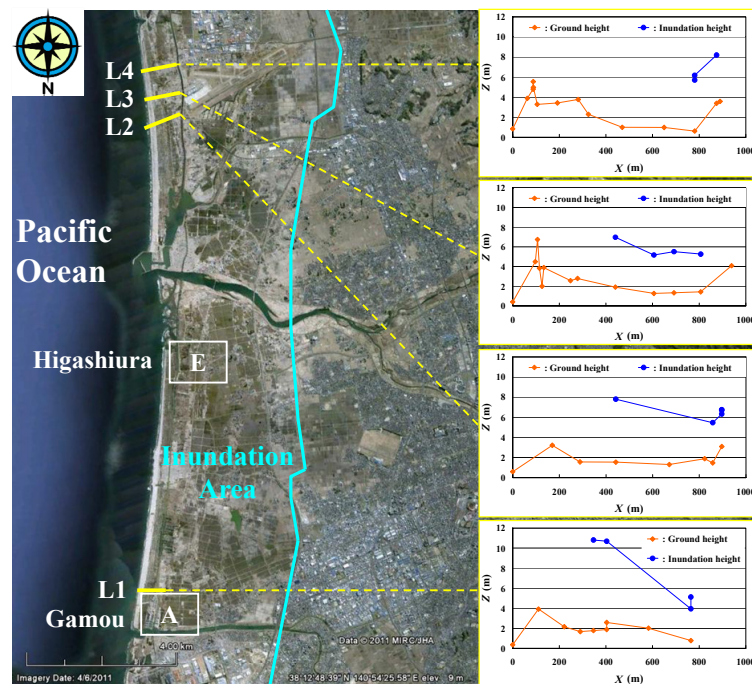 N
L4
L3
L2
Pacific
Ocean
Higashiura
E
Inundation
Area
L1
Gamou
A
4.00 km
Data © 2011 MIRC/JHA
Imagery Date: 4/6/2011
38°12'48.39" N 140°54'25.58" E elev 9 m
: Ground height : Inundation height
Z (m)
12
10
8
6
4
2
0
0 200 400 600 800 1000
X (m)
: Ground height : Inundation height
Z (m)
12
10
8
6
4
2
0
0 200 400 600 800 1000
X (m)
: Ground height : Inundation height
Z (m)
12
10
8
6
4
2
0
0 200 400 600 800 1000
X (m)
: Ground height
: Inundation height
Z (m)
12
10
8
6
4
2
0
0 200 400 600 800 1000
X (m)